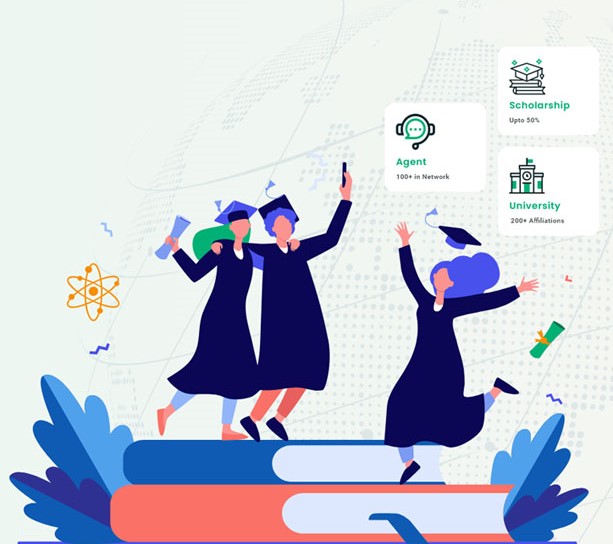 Scholarship
Upto 50%
Agent
100+ in Network
University
200+ Affiliations